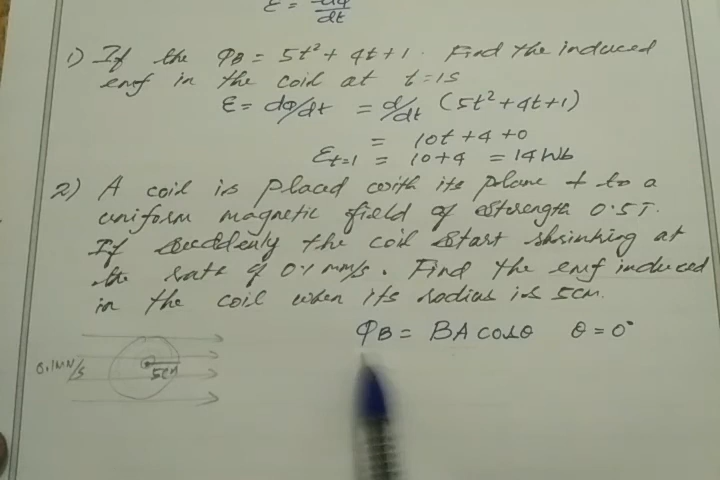 ε = -dφ/dt
1) If the φB = 5t² + 4t + 1. Find the induced
emf in the coil at t = 1s
ε = dφ/dt = d/dt (5t² + 4t + 1)
= 10t + 4 + 0
εt=1 = 10 + 4 = 14 Wb
2) A coil is placed with its plane ⊥ to a
uniform magnetic field of strength 0.5T.
If suddenly the coil start shrinking at
the rate of 0.1 mm/s. Find the emf induced
in the coil when its radius is 5cm.
φB = BA cosθ θ = 0°
0.1mm/s
5cm